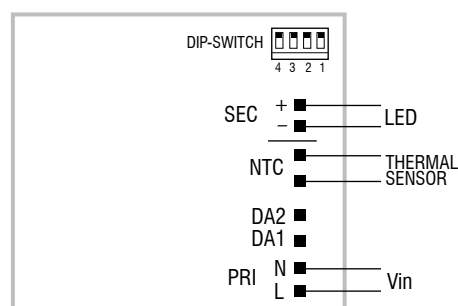 DIP-SWITCH
4 3 2 1
SEC + LED
−
NTC THERMAL
SENSOR
DA2
DA1
PRI N Vin
L